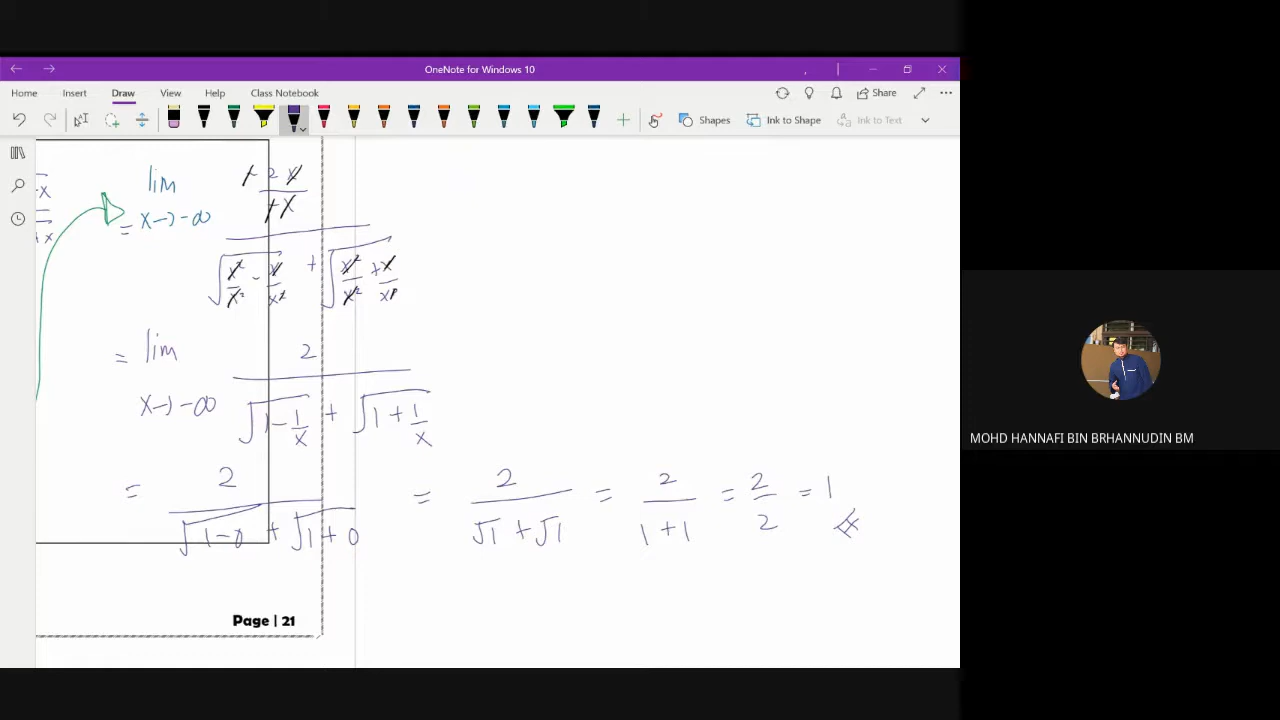 OneNote for Windows 10
Home Insert Draw View Help Class Notebook Share
Shapes Ink to Shape Ink to Text
lim x→-∞
-2x / -x
= √(x²/x² - x/x²) + √(x²/x² + x/x²)
= lim x→-∞ 2 / (√(1 - 1/x) + √(1 + 1/x))
= 2 / (√(1-0) + √(1+0)) = 2 / (√1 + √1) = 2 / (1+1) = 2/2 = 1
Page | 21
MOHD HANNAFI BIN BRHANNUDIN BM